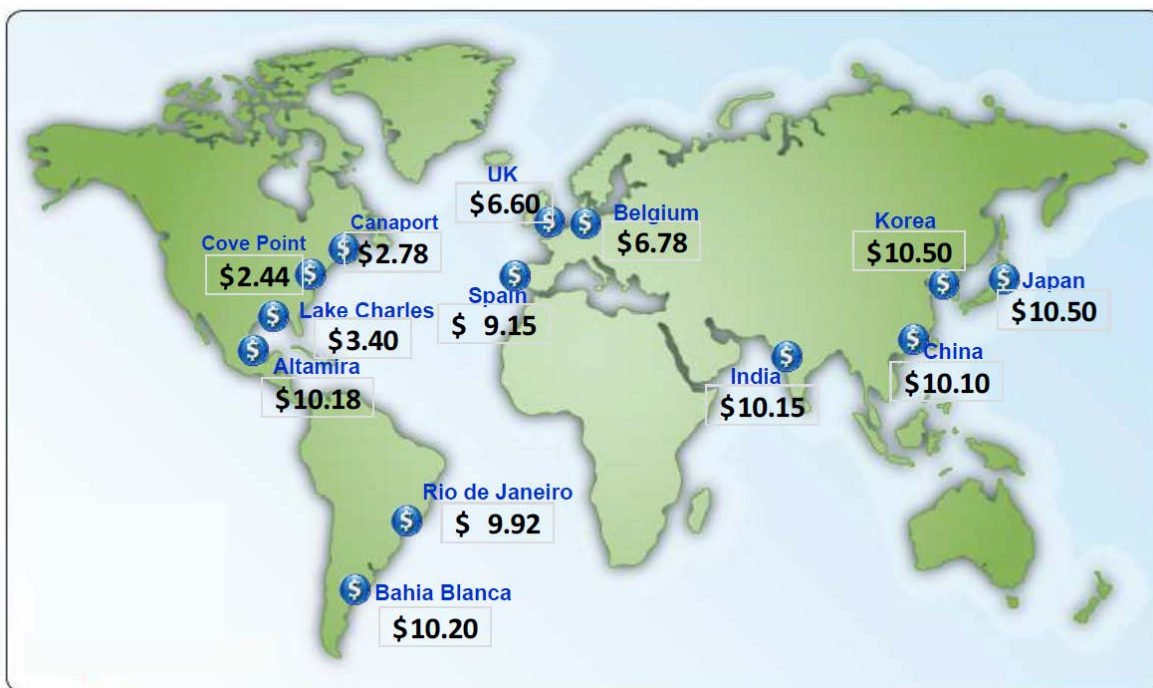 UK
$6.60
Belgium
$6.78
Canaport
$2.78
Cove Point
$2.44
Korea
$10.50
Japan
$10.50
Spain
$ 9.15
Lake Charles
$3.40
China
$10.10
Altamira
$10.18
India
$10.15
Rio de Janeiro
$ 9.92
Bahia Blanca
$10.20